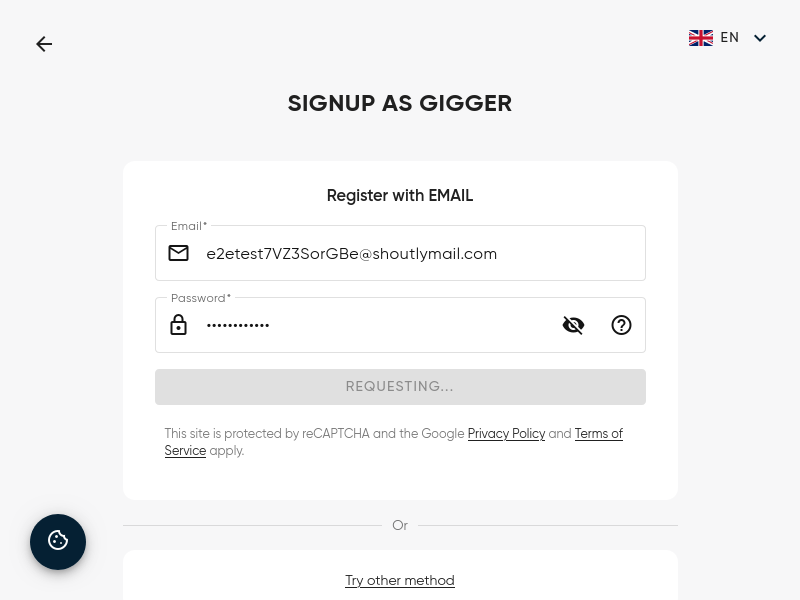 EN
SIGNUP AS GIGGER
Register with EMAIL
Email*
e2etest7VZ3SorGBe@shoutlymail.com
Password*
••••••••••••
REQUESTING...
This site is protected by reCAPTCHA and the Google Privacy Policy and Terms of
Service apply.
Or
Try other method